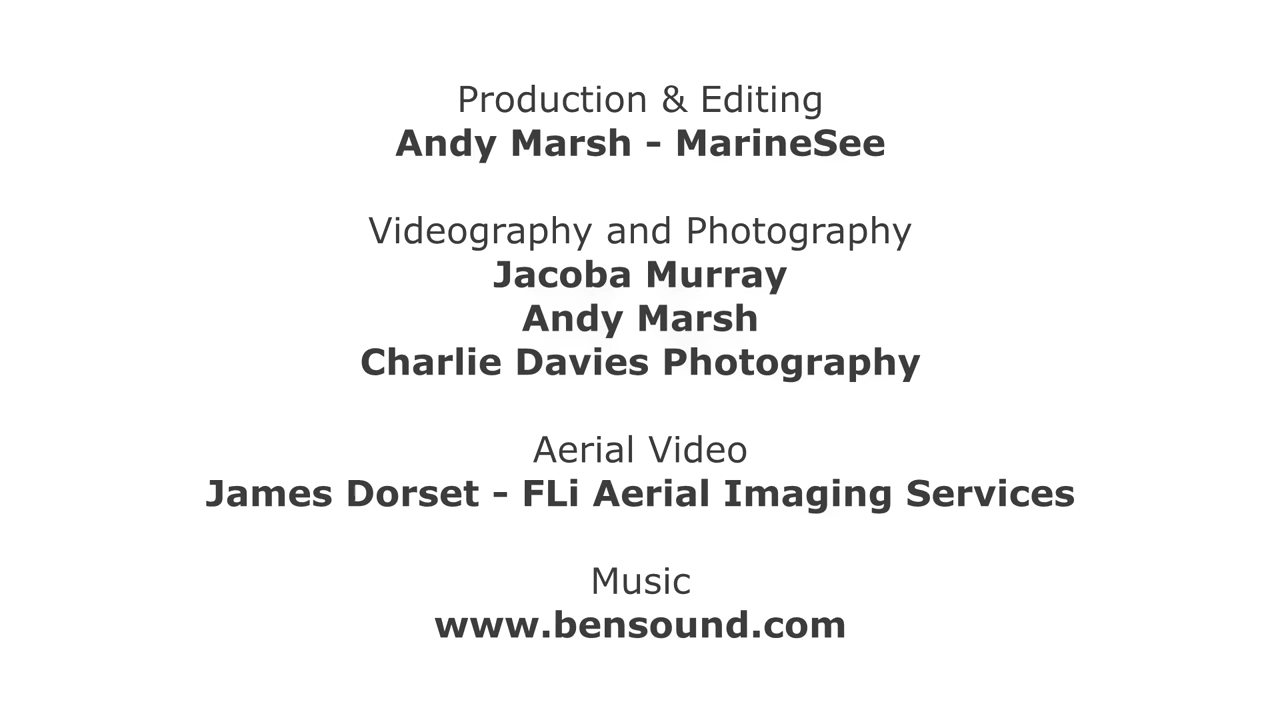 Production & Editing
Andy Marsh - MarineSee
Videography and Photography
Jacoba Murray
Andy Marsh
Charlie Davies Photography
Aerial Video
James Dorset - FLi Aerial Imaging Services
Music
www.bensound.com